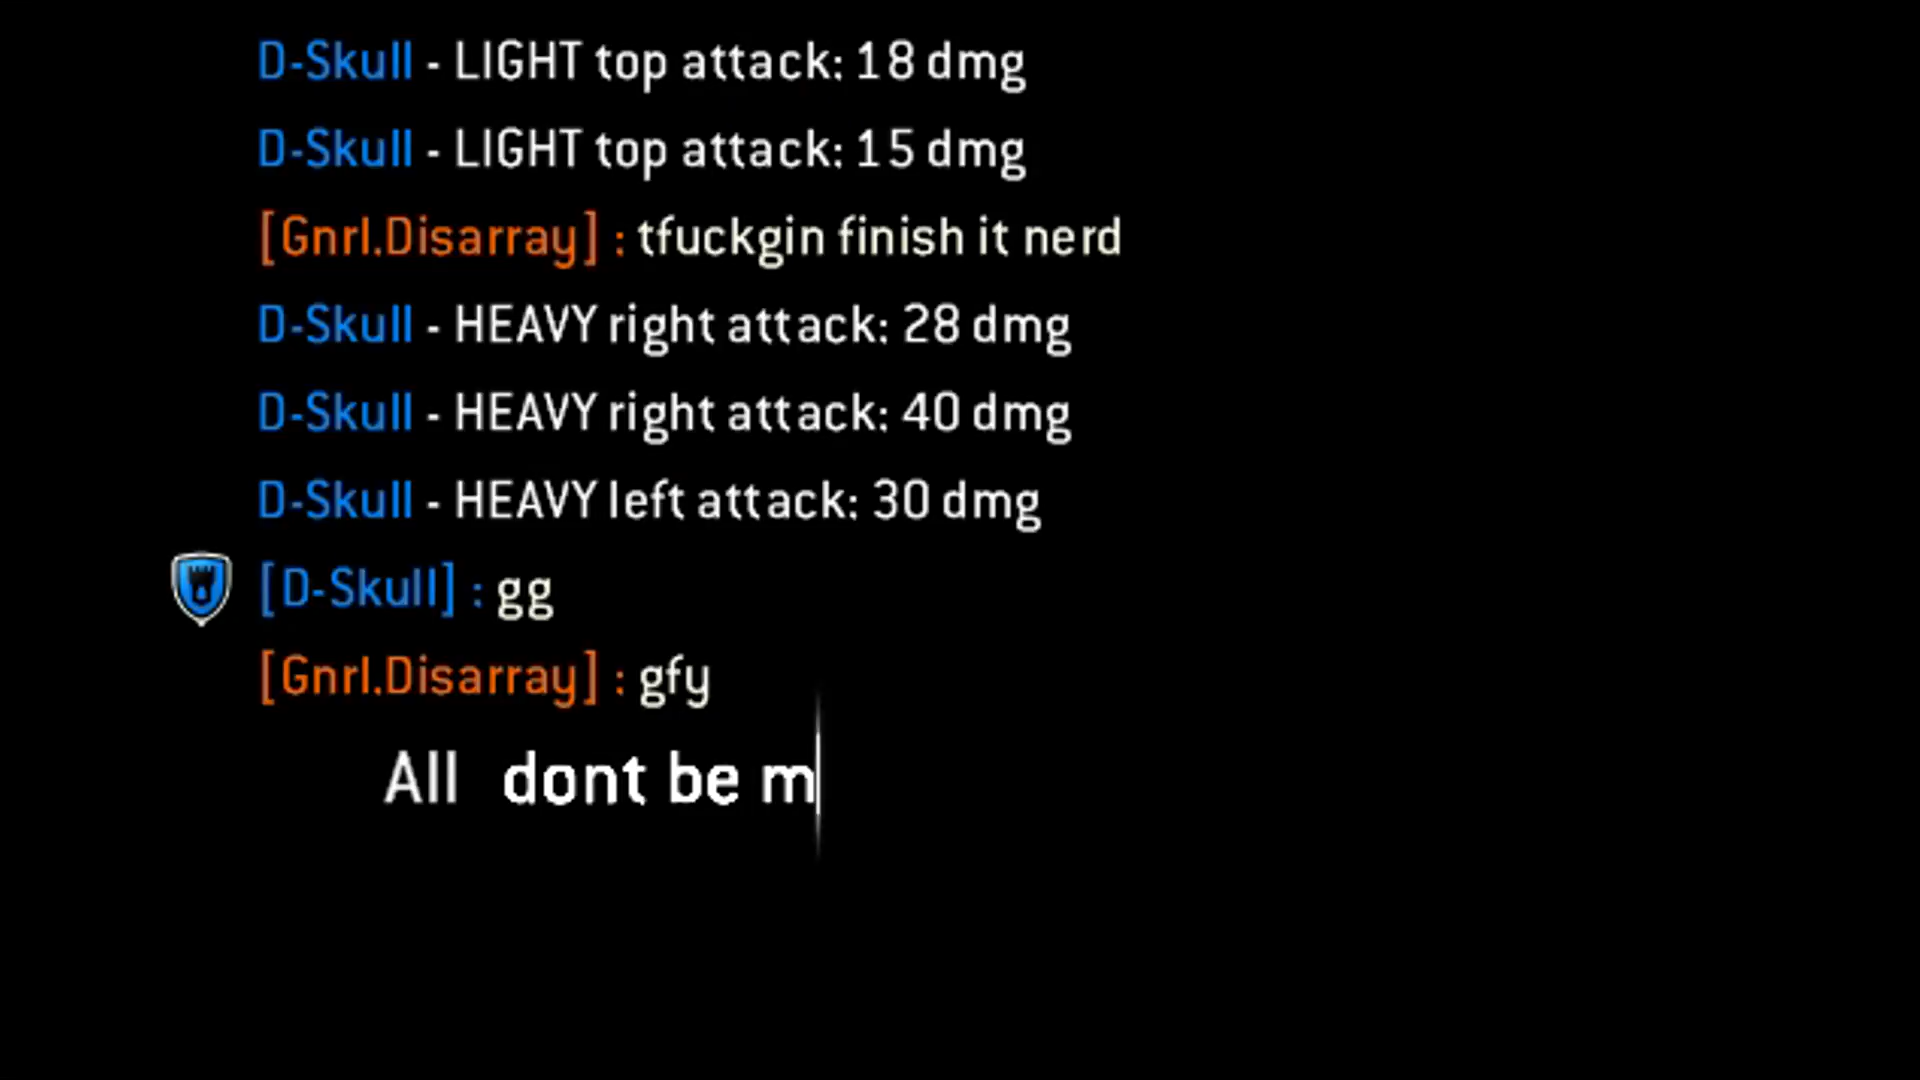 D-Skull - LIGHT top attack: 18 dmg
D-Skull - LIGHT top attack: 15 dmg
[Gnrl.Disarray] : tfuckgin finish it nerd
D-Skull - HEAVY right attack: 28 dmg
D-Skull - HEAVY right attack: 40 dmg
D-Skull - HEAVY left attack: 30 dmg
[D-Skull] : gg
[Gnrl.Disarray] : gfy
All dont be m